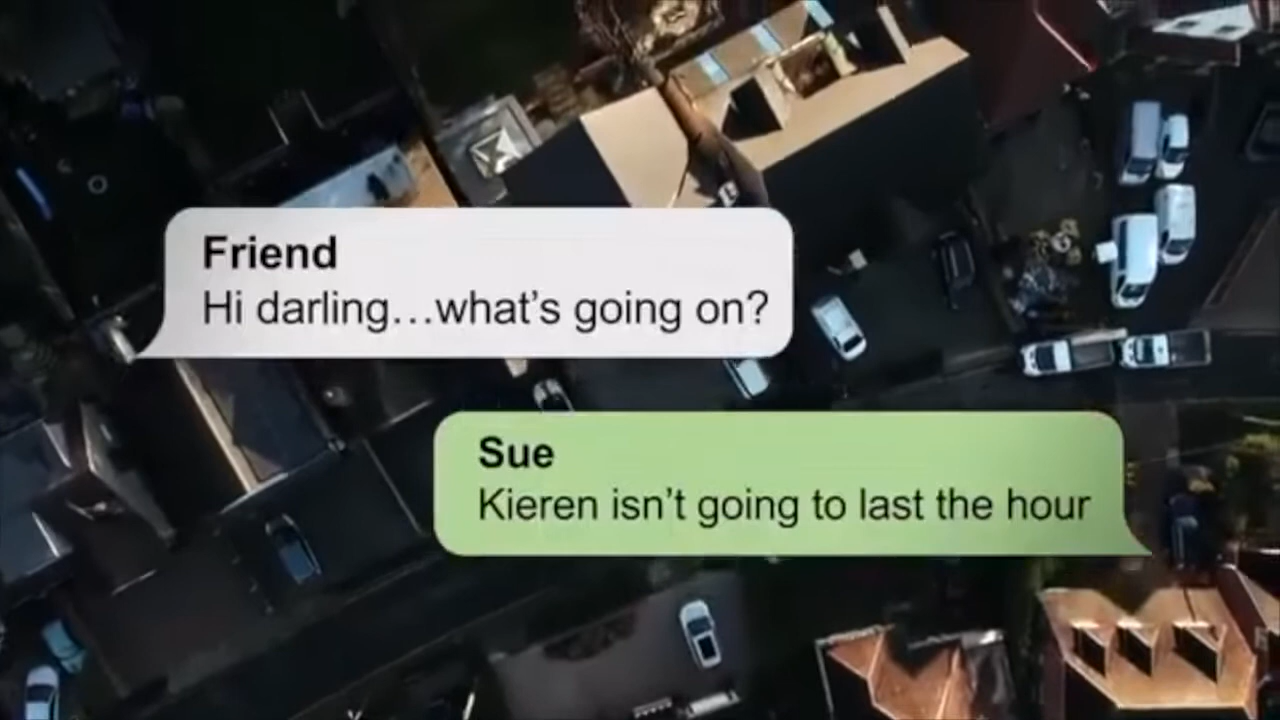 Friend
Hi darling…what’s going on?
Sue
Kieren isn’t going to last the hour